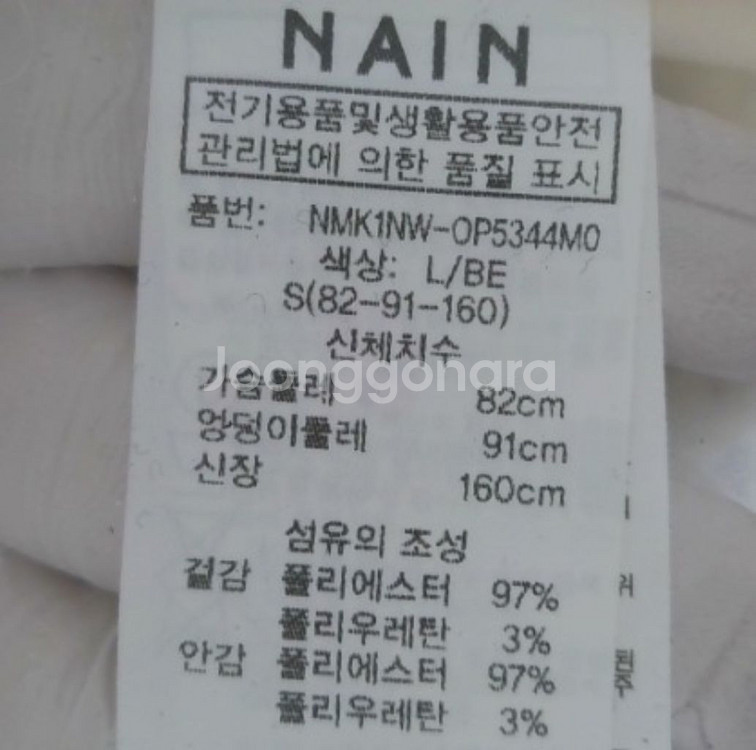 NAIN
전기용품및생활용품안전
관리법에 의한 품질 표시
품번: NMK1NW-OP5344M0
색상: L/BE
S(82-91-160)
신체치수
Joonggonara
가슴둘레 82cm
엉덩이둘레 91cm
신장 160cm
섬유의 조성
겉감 폴리에스터 97%
폴리우레탄 3%
안감 폴리에스터 97%
폴리우레탄 3%